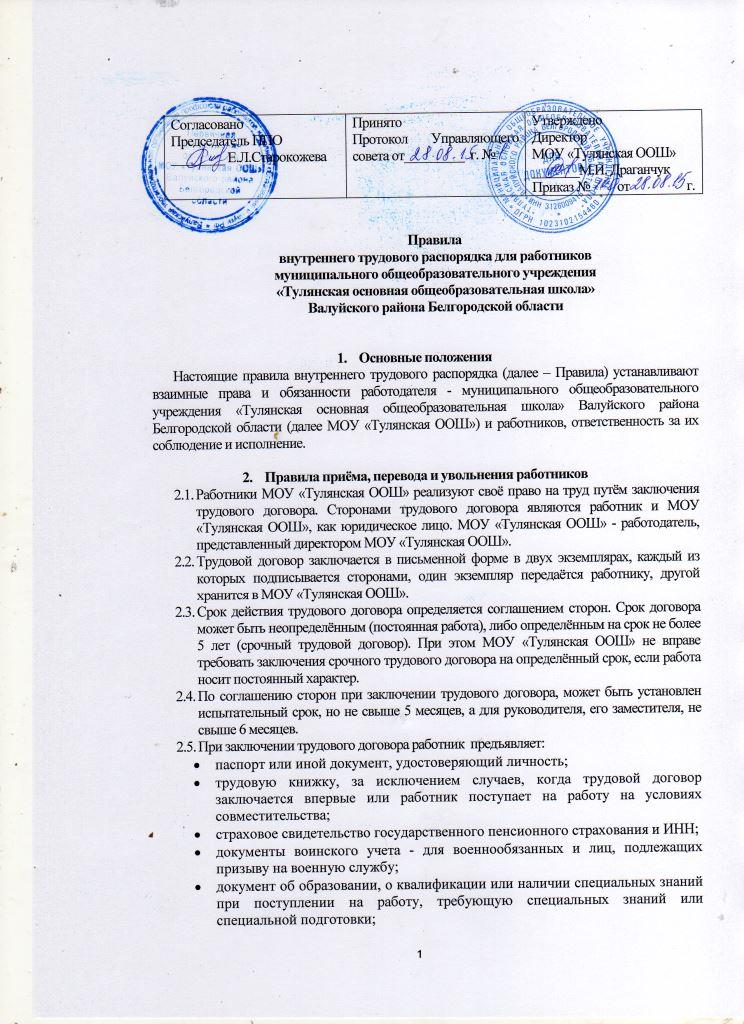 Согласовано
Председатель ППО
Е.Л.Старокожева
Принято
Протокол Управляющего
совета от 28.08.15 г. №
Утверждено
Директор
МОУ «Тулянская ООШ»
М.И. Драганчук
Приказ № от 28.08.15 г.
Правила
внутреннего трудового распорядка для работников
муниципального общеобразовательного учреждения
«Тулянская основная общеобразовательная школа»
Валуйского района Белгородской области
1. Основные положения
Настоящие правила внутреннего трудового распорядка (далее – Правила) устанавливают
взаимные права и обязанности работодателя - муниципального общеобразовательного
учреждения «Тулянская основная общеобразовательная школа» Валуйского района
Белгородской области (далее МОУ «Тулянская ООШ») и работников, ответственность за их
соблюдение и исполнение.
2. Правила приёма, перевода и увольнения работников
2.1. Работники МОУ «Тулянская ООШ» реализуют своё право на труд путём заключения
трудового договора. Сторонами трудового договора являются работник и МОУ
«Тулянская ООШ», как юридическое лицо. МОУ «Тулянская ООШ» - работодатель,
представленный директором МОУ «Тулянская ООШ».
2.2. Трудовой договор заключается в письменной форме в двух экземплярах, каждый из
которых подписывается сторонами, один экземпляр передаётся работнику, другой
хранится в МОУ «Тулянская ООШ».
2.3. Срок действия трудового договора определяется соглашением сторон. Срок договора
может быть неопределённым (постоянная работа), либо определённым на срок не более
5 лет (срочный трудовой договор). При этом МОУ «Тулянская ООШ» не вправе
требовать заключения срочного трудового договора на определённый срок, если работа
носит постоянный характер.
2.4. По соглашению сторон при заключении трудового договора, может быть установлен
испытательный срок, но не свыше 5 месяцев, а для руководителя, его заместителя, не
свыше 6 месяцев.
2.5. При заключении трудового договора работник предъявляет:
• паспорт или иной документ, удостоверяющий личность;
• трудовую книжку, за исключением случаев, когда трудовой договор
заключается впервые или работник поступает на работу на условиях
совместительства;
• страховое свидетельство государственного пенсионного страхования и ИНН;
• документы воинского учета - для военнообязанных и лиц, подлежащих
призыву на военную службу;
• документ об образовании, о квалификации или наличии специальных знаний
при поступлении на работу, требующую специальных знаний или
специальной подготовки;
1